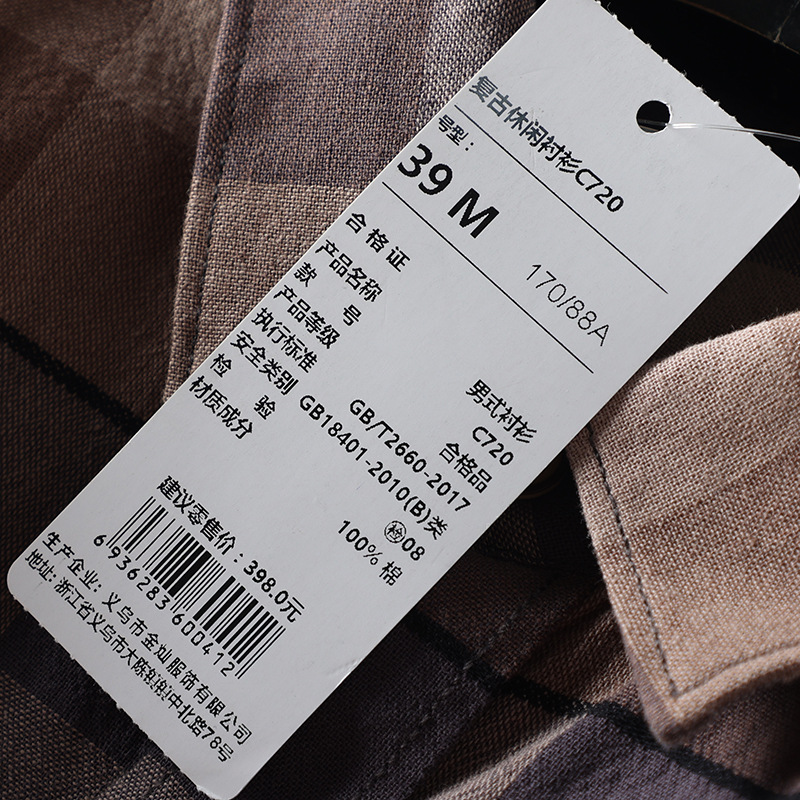 复古休闲衬衫C720
号型：
39 M 170/88A
合格证
产品名称 男式衬衫
款号 C720
产品等级 合格品
执行标准 GB/T2660-2017
安全类别 GB18401-2010(B)类
检验 检08
材质成分 100% 棉
建议零售价：398.0元
6936283600412
生产企业：义乌市金灿服饰有限公司
地址：浙江省义乌市大陈镇镇中北路78号